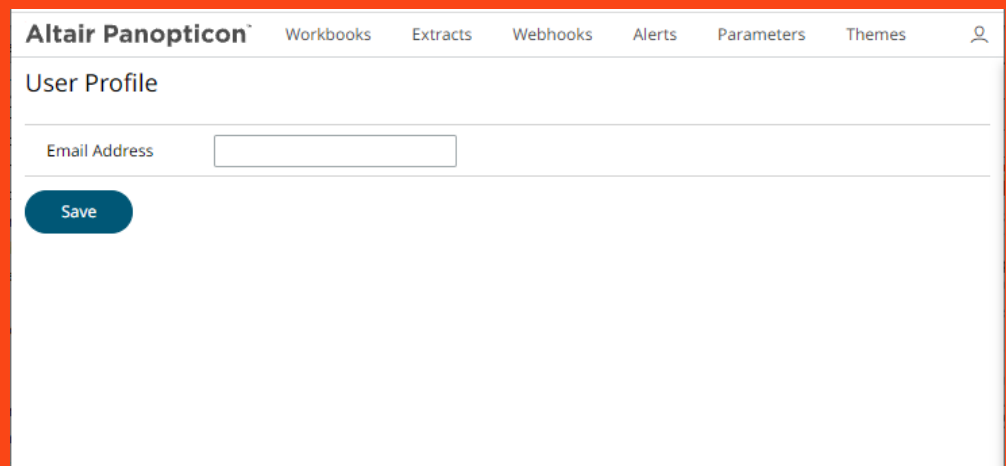 Altair Panopticon™ Workbooks Extracts Webhooks Alerts Parameters Themes
User Profile
Email Address
Save